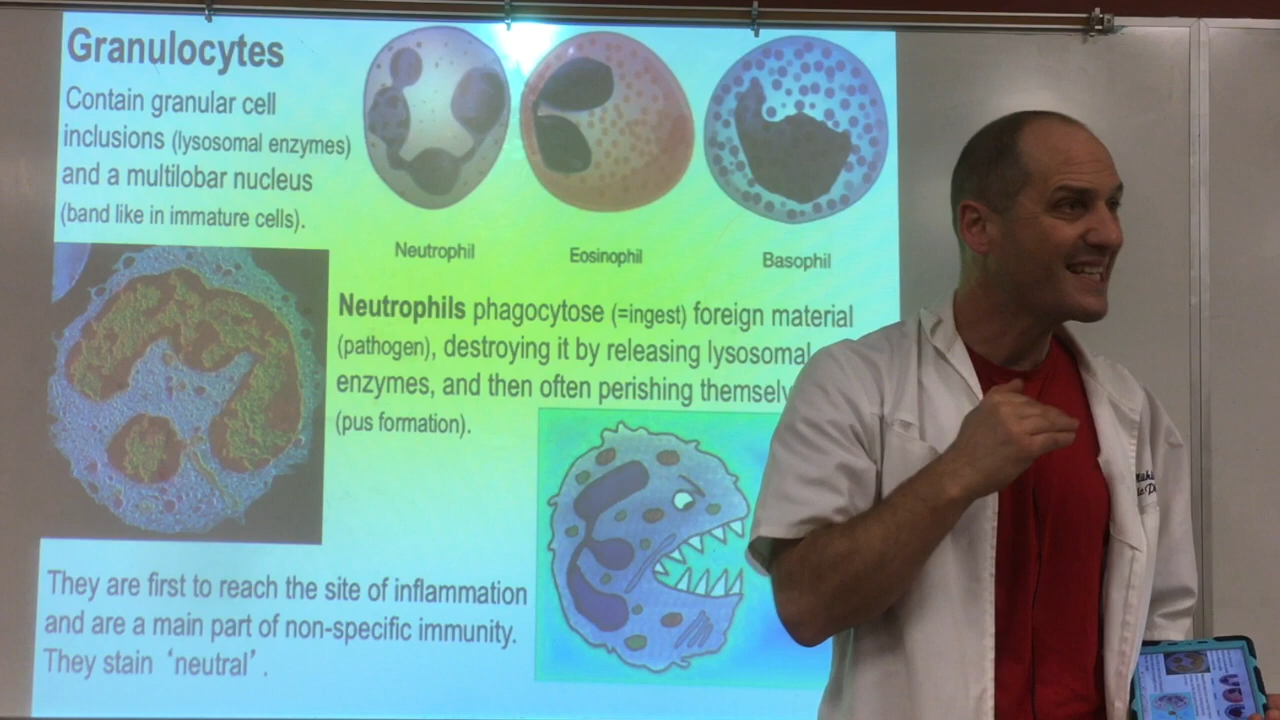 Granulocytes
Contain granular cell
inclusions (lysosomal enzymes)
and a multilobar nucleus
(band like in immature cells).
Neutrophil
Eosinophil
Basophil
Neutrophils phagocytose (=ingest) foreign material
(pathogen), destroying it by releasing lysosomal
enzymes, and then often perishing
(pus formation).
They are first to reach the site of inflammation
and are a main part of non-specific immunity.
They stain ‘neutral’.